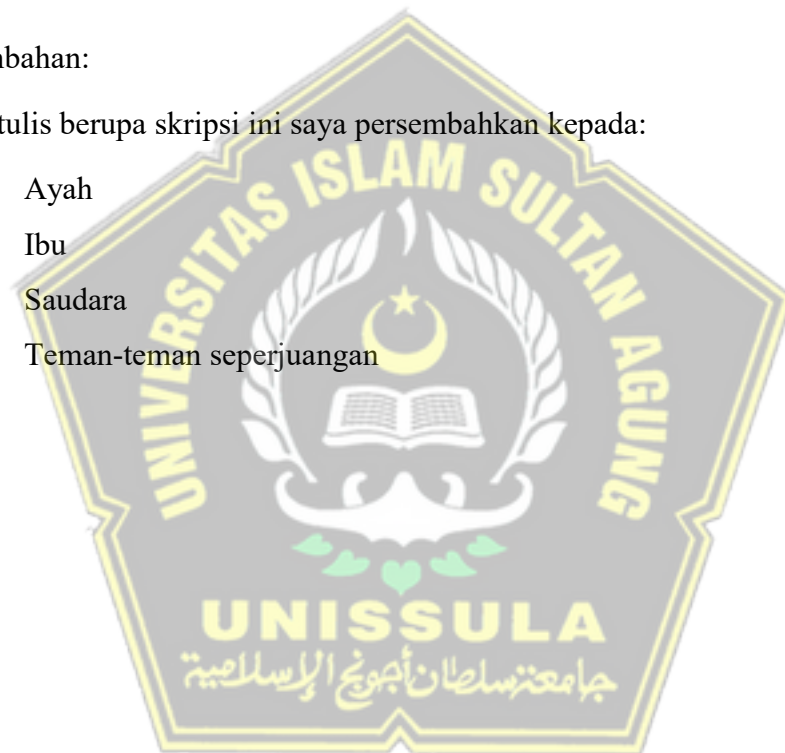 nbahan:
tulis berupa skripsi ini saya persembahkan kepada:
Ayah
Ibu
Saudara
Teman-teman seperjuangan
UNIVERSITAS ISLAM SULTAN AGUNG
UNISSULA
جامعة سلطان أجونج الإسلامية